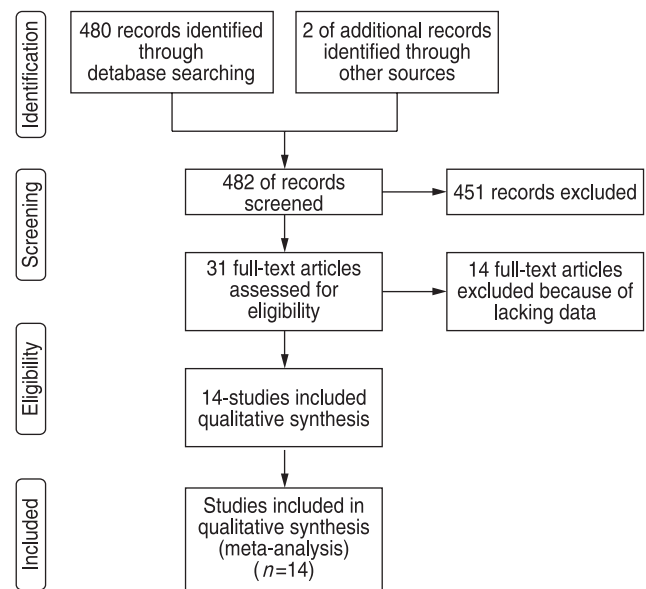 Identification
480 records identified
through
detabase searching
2 of additional records
identified through
other sources
Screening
482 of records
screened
451 records excluded
31 full-text articles
assessed for
eligibility
14 full-text articles
excluded because of
lacking data
Eligibility
14-studies included
qualitative synthesis
Included
Studies included in
qualitative synthesis
(meta-analysis)
(n=14)